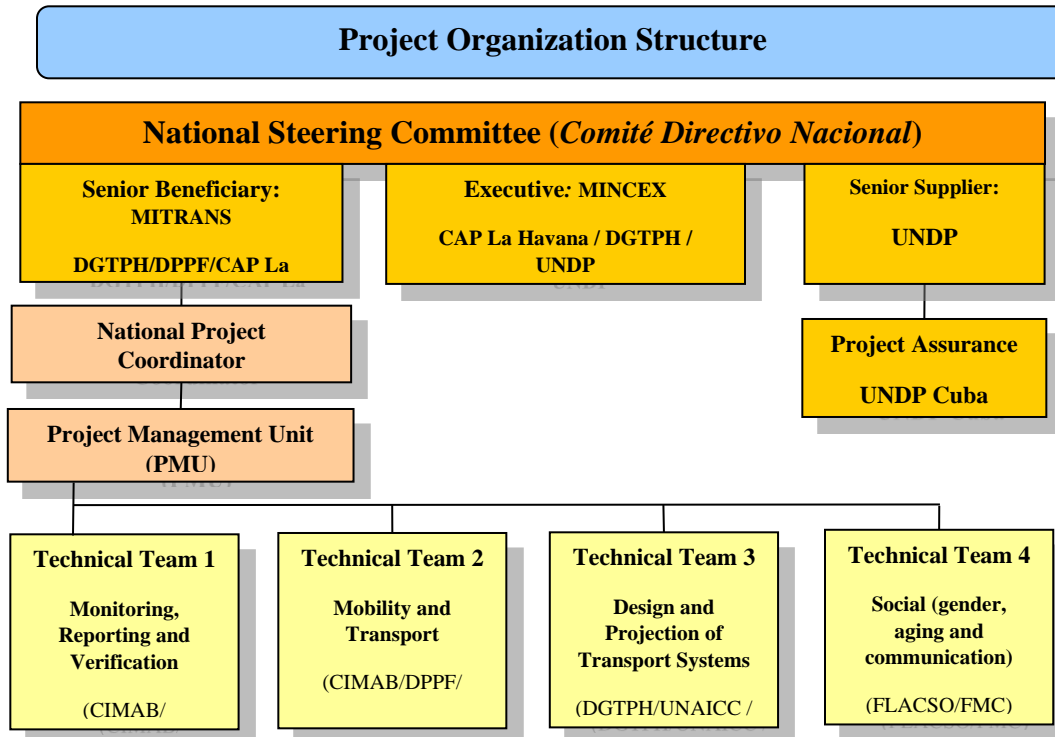 Project Organization Structure
National Steering Committee (Comité Directivo Nacional)
Senior Beneficiary:
MITRANS
DGTPH/DPPF/CAP La
Executive: MINCEX
CAP La Havana / DGTPH /
UNDP
Senior Supplier:
UNDP
National Project
Coordinator
Project Assurance
UNDP Cuba
Project Management Unit
(PMU)
Technical Team 1
Monitoring,
Reporting and
Verification
(CIMAB/
Technical Team 2
Mobility and
Transport
(CIMAB/DPPF/
Technical Team 3
Design and
Projection of
Transport Systems
(DGTPH/UNAICC /
Technical Team 4
Social (gender,
aging and
communication)
(FLACSO/FMC)